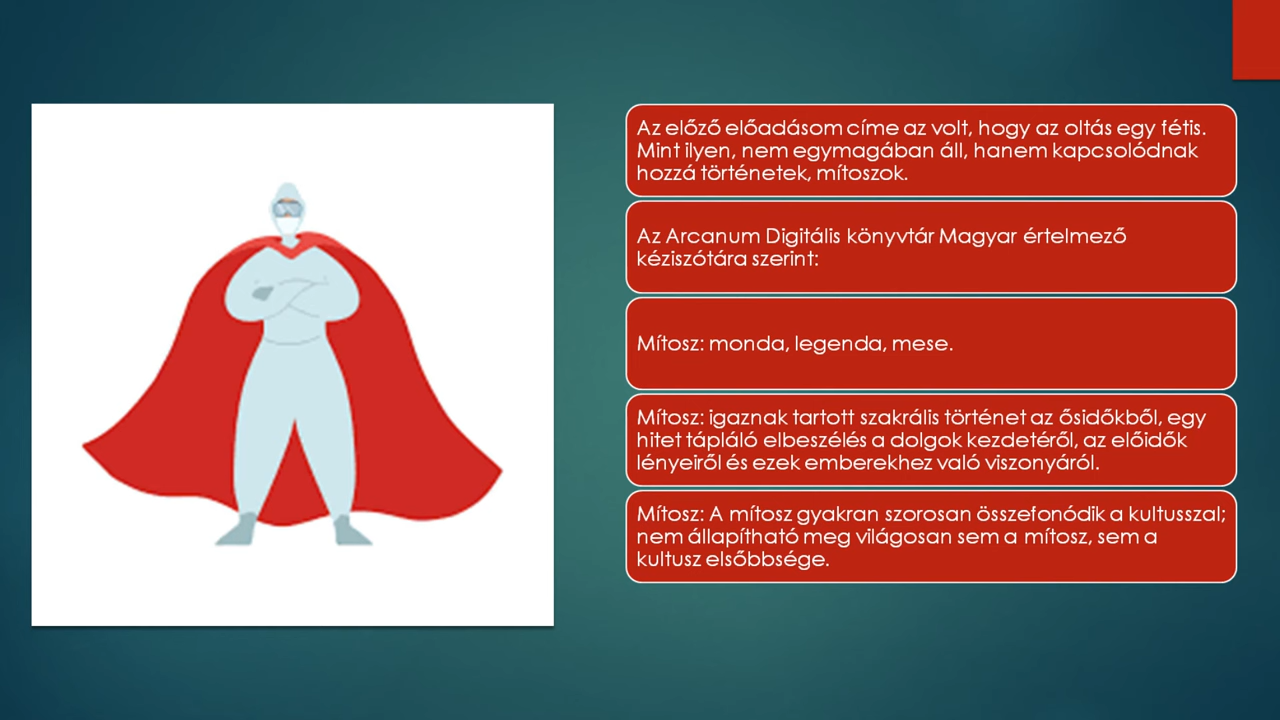 Az előző előadásom címe az volt, hogy az oltás egy fétis.
Mint ilyen, nem egymagában áll, hanem kapcsolódnak
hozzá történetek, mítoszok.
Az Arcanum Digitális könyvtár Magyar értelmező
kéziszótára szerint:
Mítosz: monda, legenda, mese.
Mítosz: igaznak tartott szakrális történet az ősidőkből, egy
hitet tápláló elbeszélés a dolgok kezdetéről, az előidők
lényeiről és ezek emberekhez való viszonyáról.
Mítosz: A mítosz gyakran szorosan összefonódik a kultusszal;
nem állapítható meg világosan sem a mítosz, sem a
kultusz elsőbbsége.